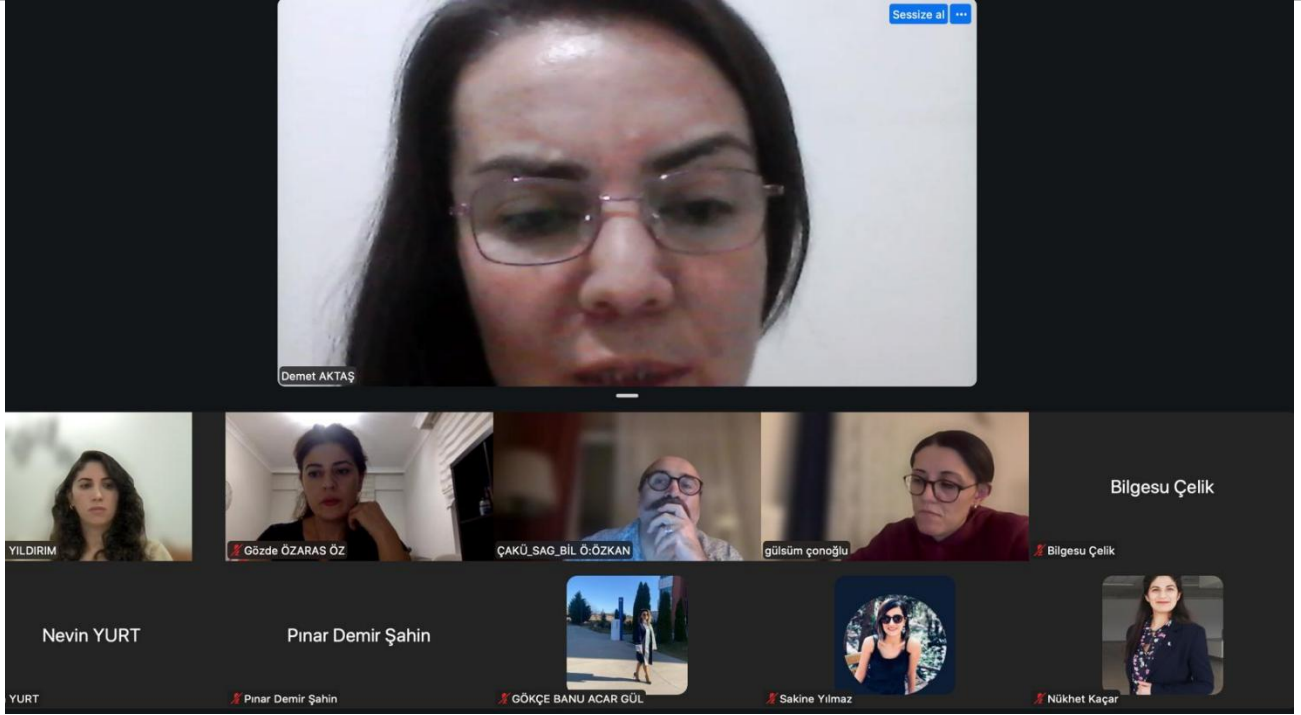 Sessize al
Demet AKTAŞ
YILDIRIM
Gözde ÖZARAS ÖZ
ÇAKÜ_SAG_BİL Ö:ÖZKAN
gülsüm çonoğlu
Bilgesu Çelik
Bilgesu Çelik
Nevin YURT
Pınar Demir Şahin
YURT
Pınar Demir Şahin
GÖKÇE BANU ACAR GÜL
Sakine Yılmaz
Nükhet Kaçar